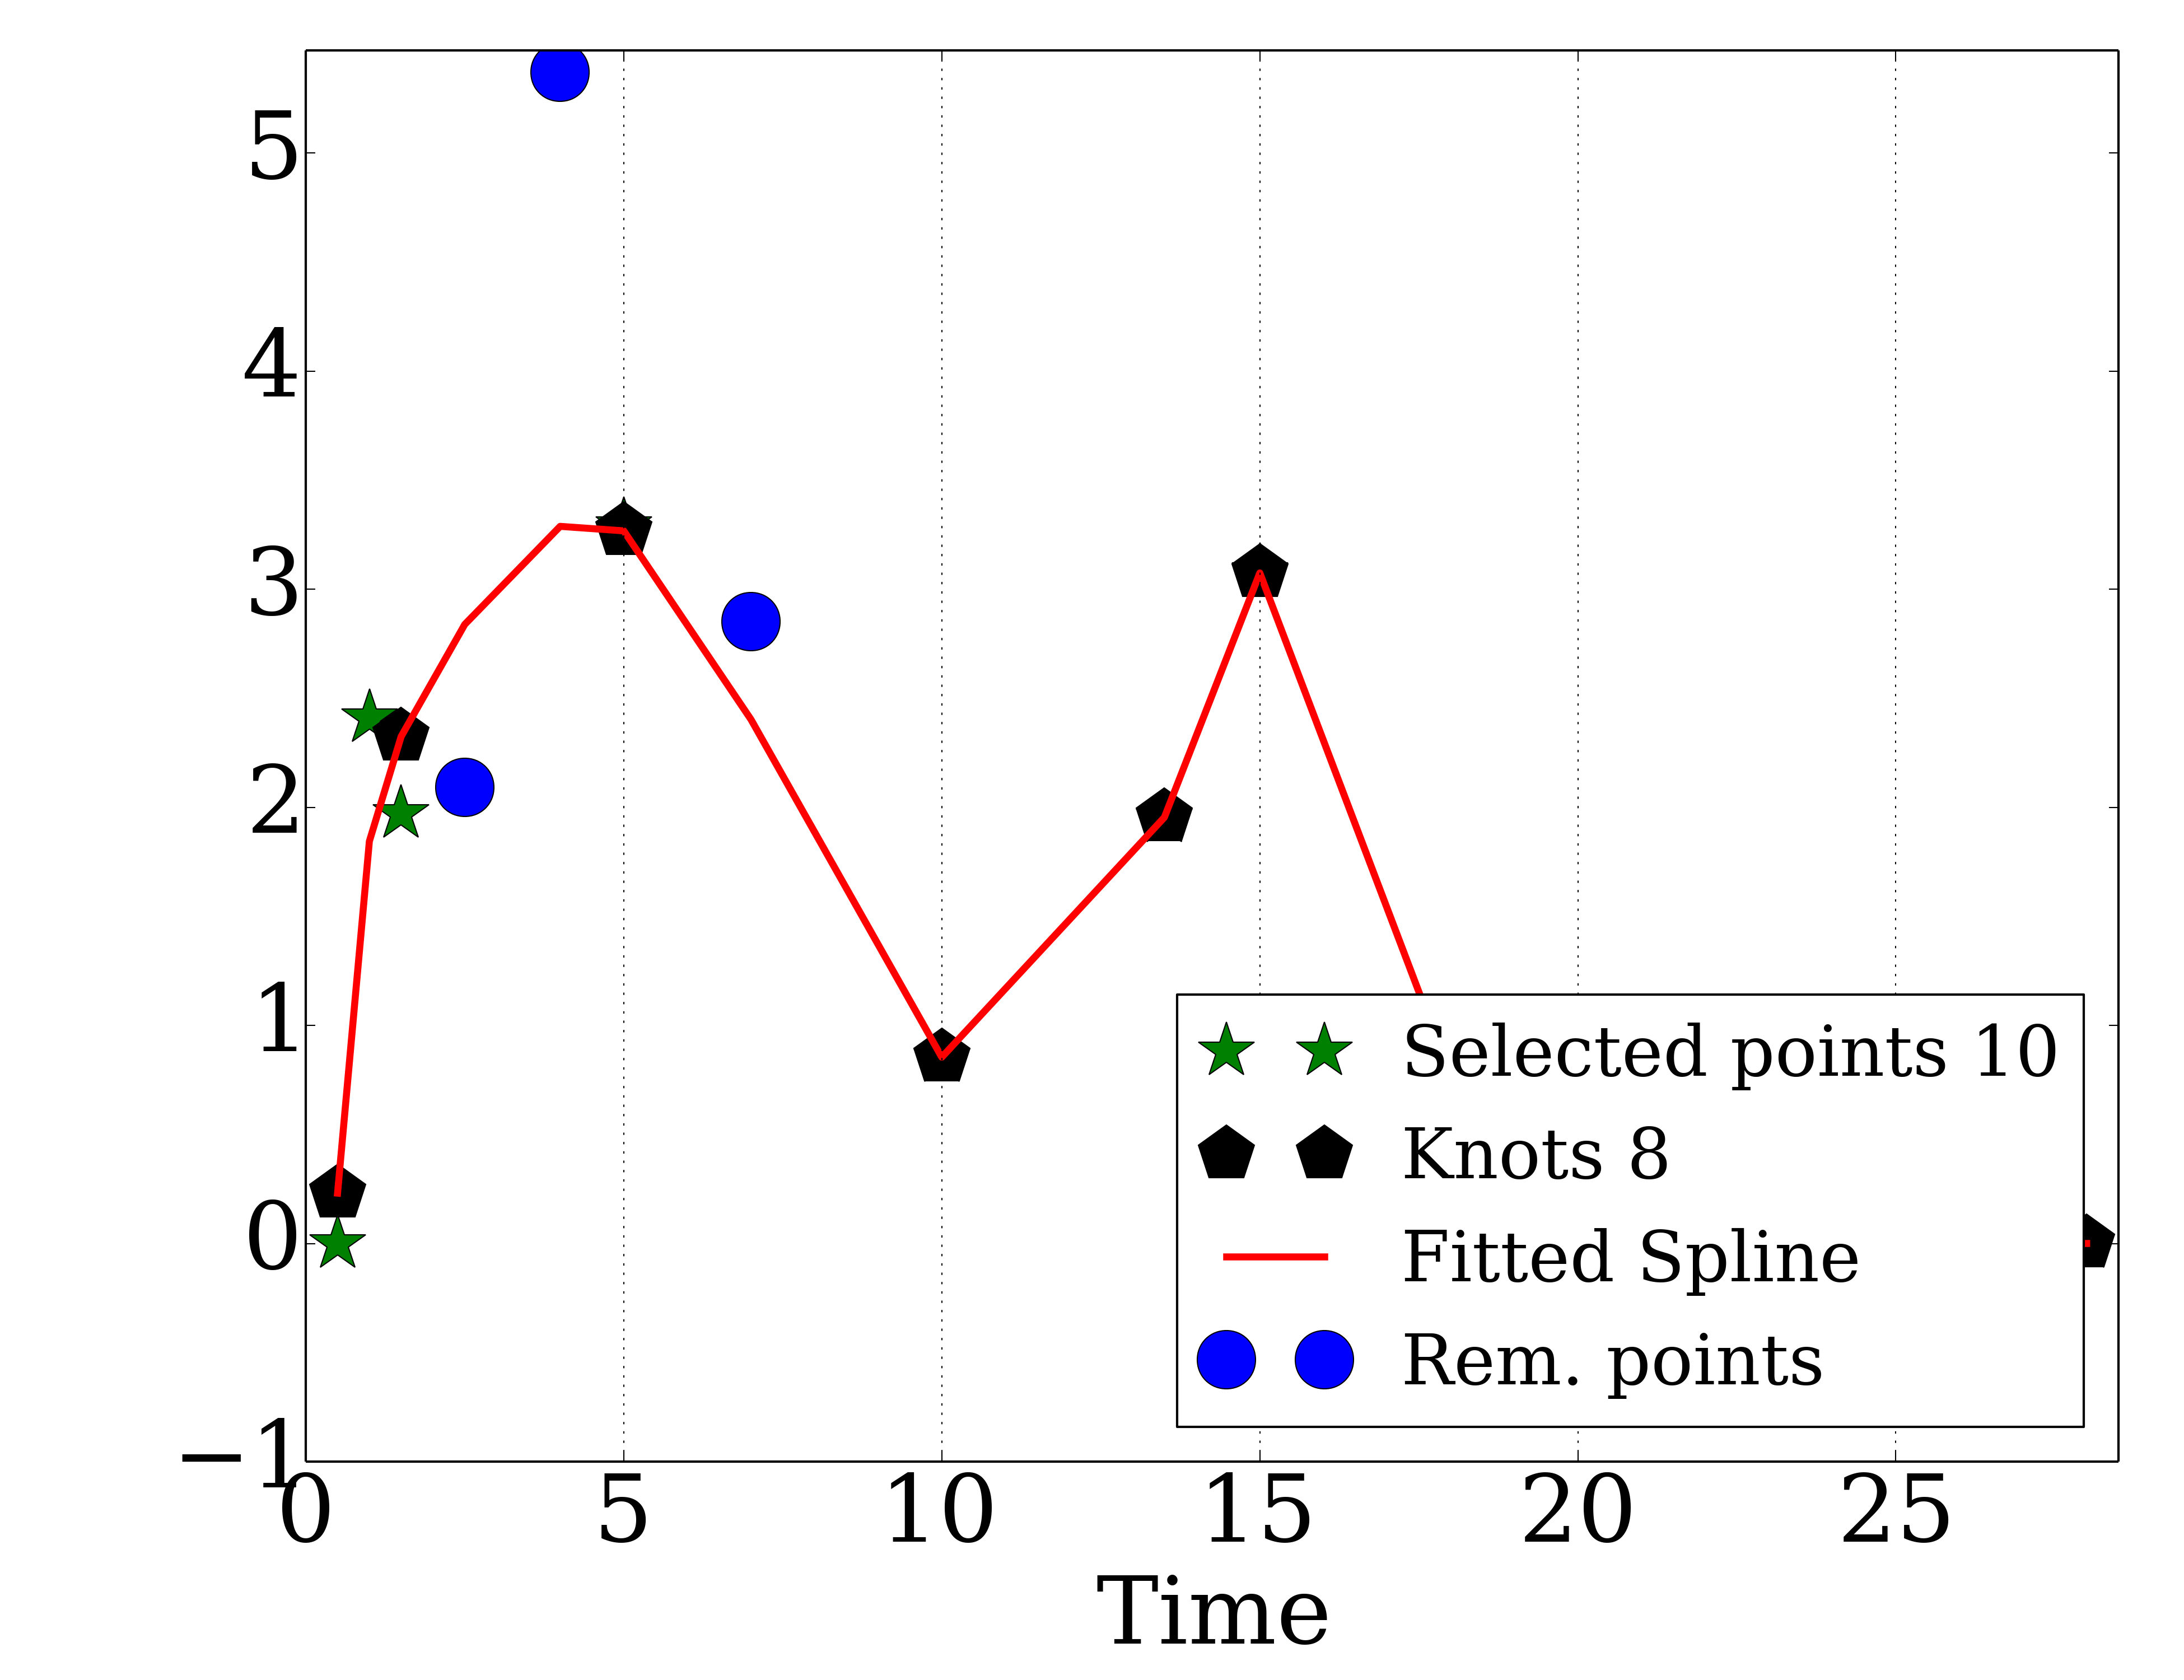 5
4
3
2
1
0
−1
0 5 10 15 20 25
Time
Selected points 10
Knots 8
Fitted Spline
Rem. points